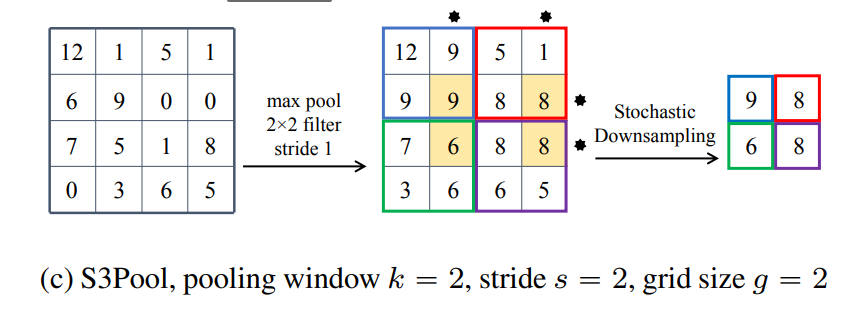 12 1 5 1
6 9 0 0
7 5 1 8
0 3 6 5
max pool
2×2 filter
stride 1
12 9 5 1
9 9 8 8
7 6 8 8
3 6 6 5
Stochastic
Downsampling
9 8
6 8
(c) S3Pool, pooling window k = 2, stride s = 2, grid size g = 2